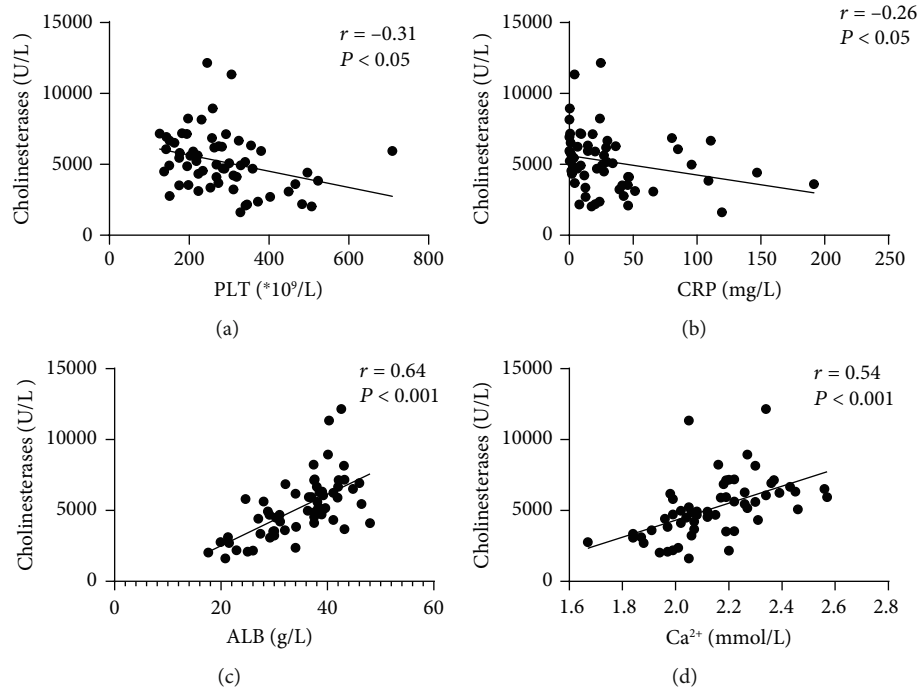 r = –0.31
P < 0.05
Cholinesterases (U/L )
15000
10000
5000
0
0
200
400
600
800
PLT (*10⁹/L)
(a)
r = –0.26
P < 0.05
Cholinesterases (U/L )
15000
10000
5000
0
0
50
100
150
200
250
CRP (mg/L)
(b)
r = 0.64
P < 0.001
Cholinesterases (U/L )
15000
10000
5000
0
0
20
40
60
ALB (g/L)
(c)
r = 0.54
P < 0.001
Cholinesterases (U/L )
15000
10000
5000
0
1.6
1.8
2.0
2.2
2.4
2.6
2.8
Ca²⁺ (mmol/L)
(d)